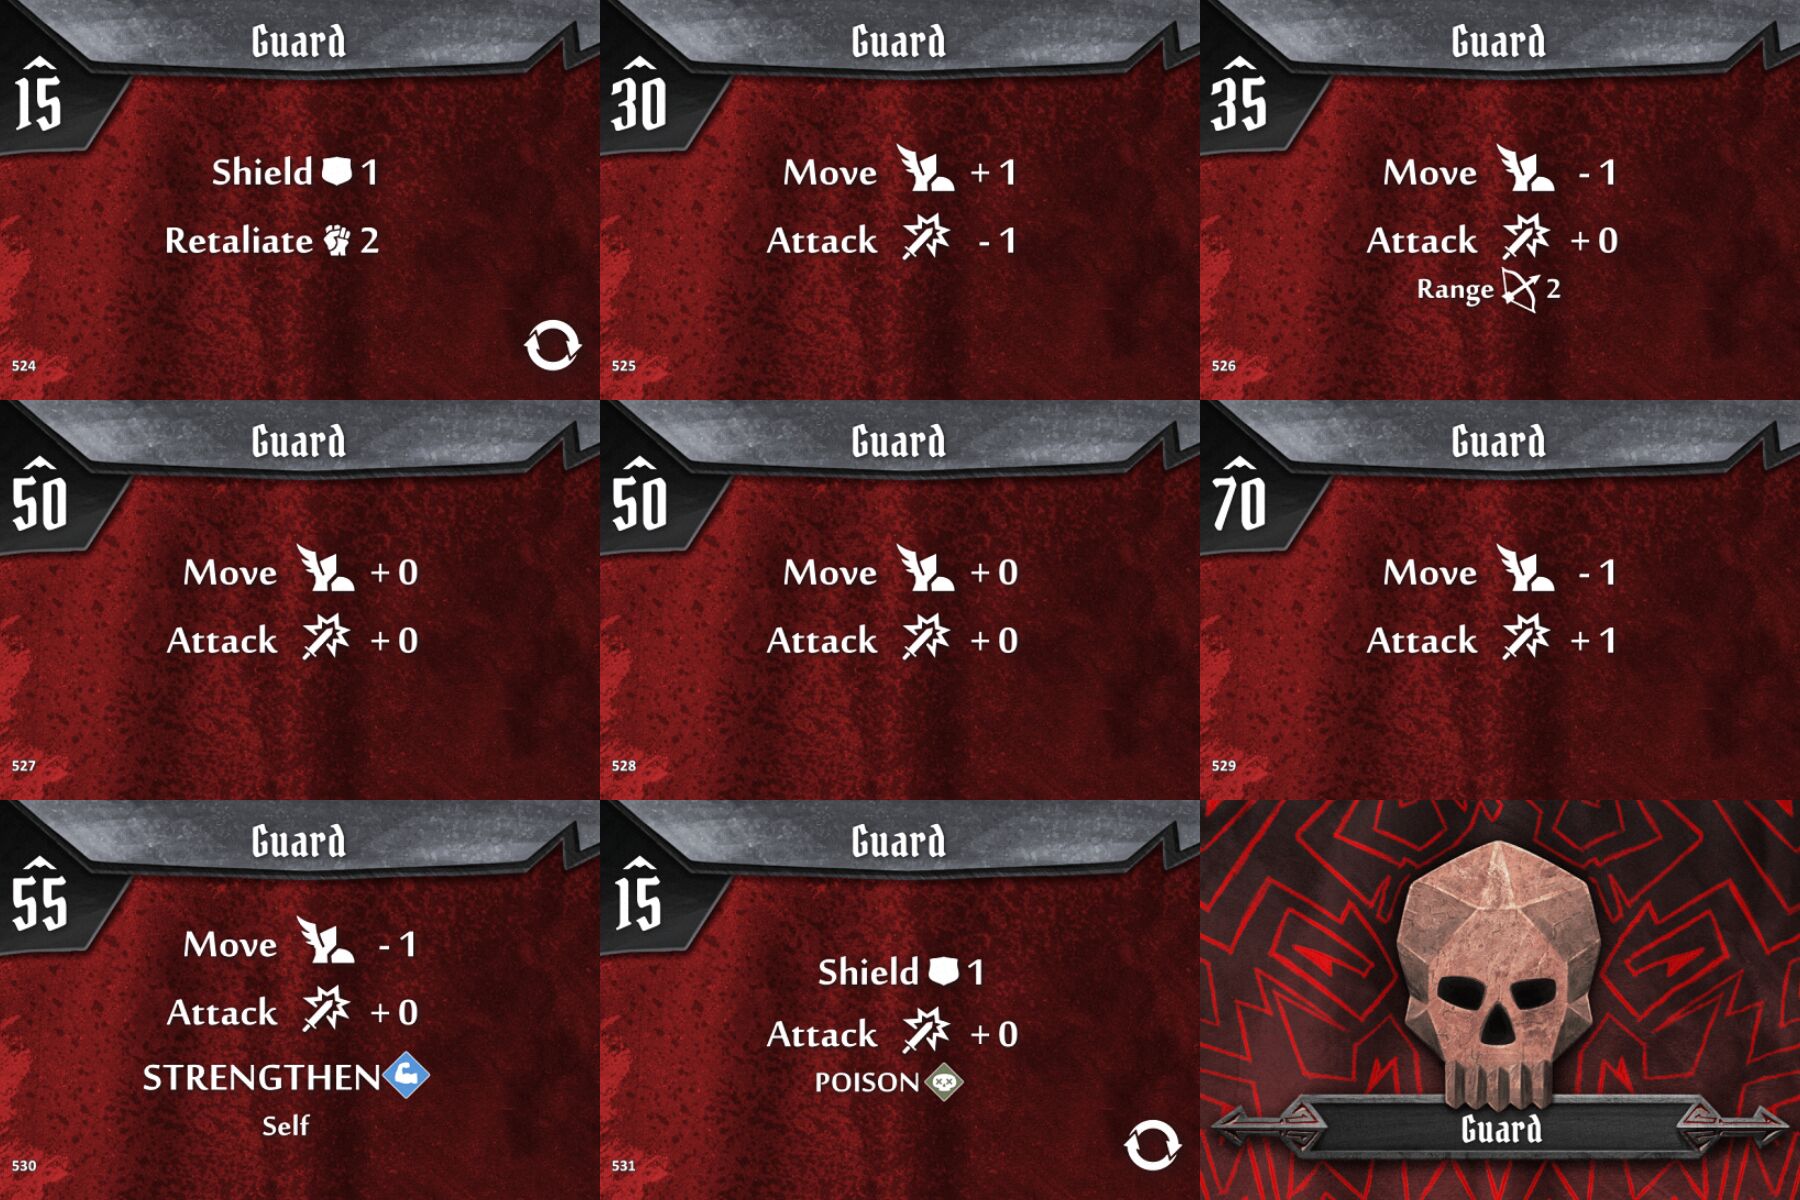 Guard
15
Shield 1
Retaliate 2
524
Guard
30
Move + 1
Attack - 1
525
Guard
35
Move - 1
Attack + 0
Range 2
526
Guard
50
Move + 0
Attack + 0
527
Guard
50
Move + 0
Attack + 0
528
Guard
70
Move - 1
Attack + 1
529
Guard
55
Move - 1
Attack + 0
STRENGTHEN
Self
530
Guard
15
Shield 1
Attack + 0
POISON
531
Guard